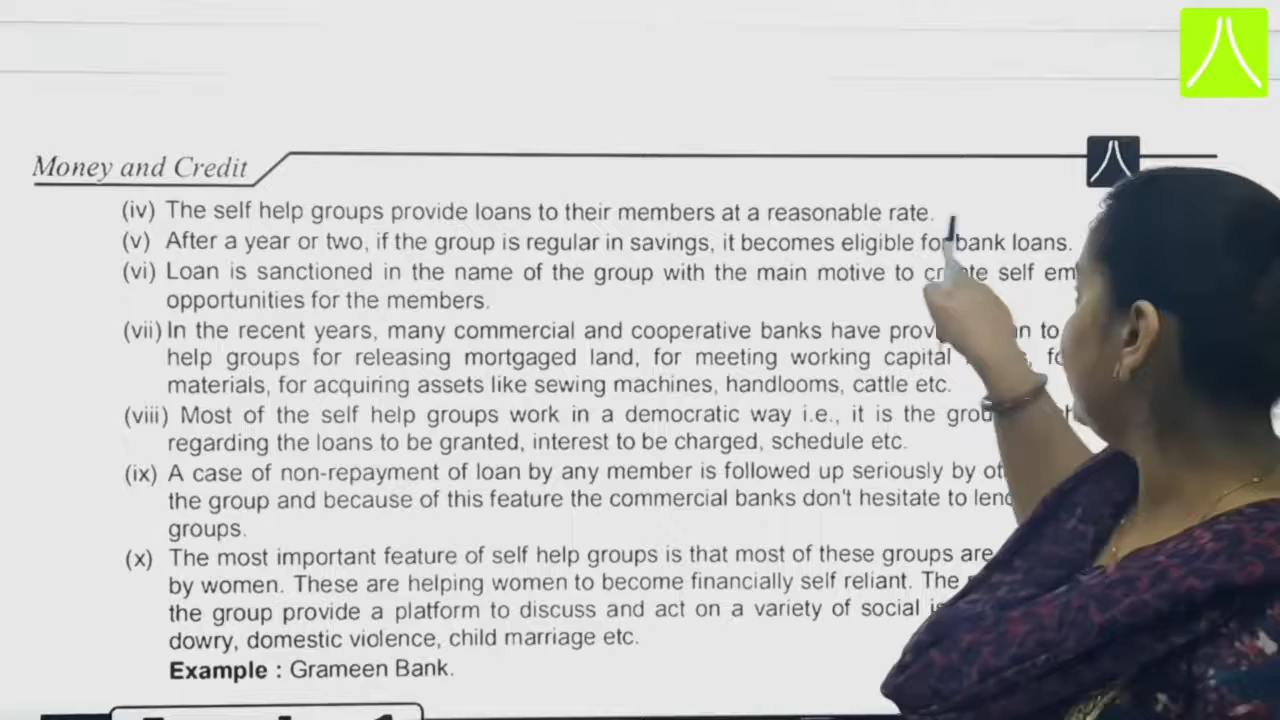 Money and Credit
(iv) The self help groups provide loans to their members at a reasonable rate.
(v) After a year or two, if the group is regular in savings, it becomes eligible for bank loans.
(vi) Loan is sanctioned in the name of the group with the main motive to create self
opportunities for the members.
(vii) In the recent years, many commercial and cooperative banks have to
help groups for releasing mortgaged land, for meeting working capital
materials, for acquiring assets like sewing machines, handlooms, cattle etc.
(viii) Most of the self help groups work in a democratic way i.e., it is the
regarding the loans to be granted, interest to be charged, schedule etc.
(ix) A case of non-repayment of loan by any member is followed up seriously by
the group and because of this feature the commercial banks don't hesitate to
groups.
(x) The most important feature of self help groups is that most of these groups are
by women. These are helping women to become financially self reliant. The
the group provide a platform to discuss and act on a variety of social
dowry, domestic violence, child marriage etc.
Example : Grameen Bank.